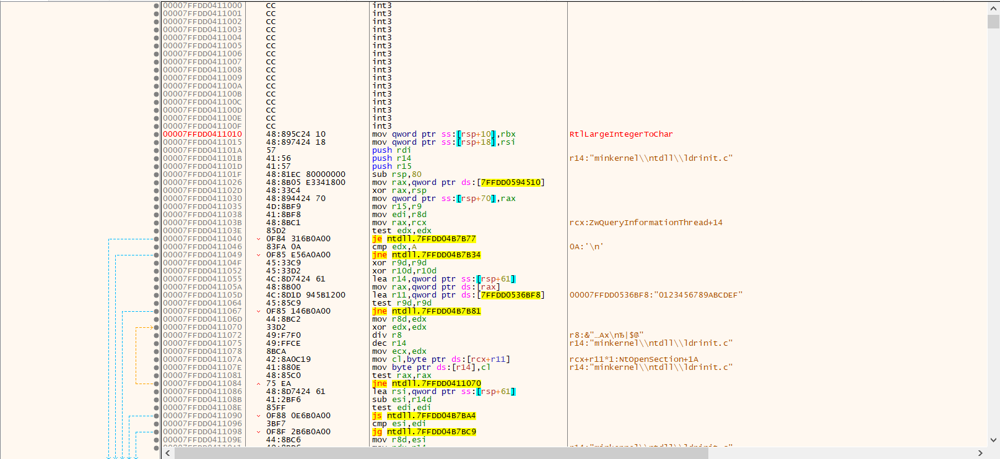 00007FFDD0411000 CC int3
00007FFDD0411001 CC int3
00007FFDD0411002 CC int3
00007FFDD0411003 CC int3
00007FFDD0411004 CC int3
00007FFDD0411005 CC int3
00007FFDD0411006 CC int3
00007FFDD0411007 CC int3
00007FFDD0411008 CC int3
00007FFDD0411009 CC int3
00007FFDD041100A CC int3
00007FFDD041100B CC int3
00007FFDD041100C CC int3
00007FFDD041100D CC int3
00007FFDD041100E CC int3
00007FFDD041100F CC int3
00007FFDD0411010 48:895C24 10 mov qword ptr ss:[rsp+10],rbx RtlLargeIntegerToChar
00007FFDD0411015 48:897424 18 mov qword ptr ss:[rsp+18],rsi
00007FFDD041101A 57 push rdi
00007FFDD041101B 41:56 push r14 r14:"minkernel\\ntdll\\ldrinit.c"
00007FFDD041101D 41:57 push r15
00007FFDD041101F 48:81EC 80000000 sub rsp,80
00007FFDD0411026 48:8B05 E3341800 mov rax,qword ptr ds:[7FFDD0594510]
00007FFDD041102D 48:33C4 xor rax,rsp
00007FFDD0411030 48:894424 70 mov qword ptr ss:[rsp+70],rax
00007FFDD0411035 4D:8BF9 mov r15,r9
00007FFDD0411038 41:8BF8 mov edi,r8d
00007FFDD041103B 48:8BC1 mov rax,rcx rcx:ZwQueryInformationThread+14
00007FFDD041103E 85D2 test edx,edx
00007FFDD0411040 0F84 316B0A00 je ntdll.7FFDD04B7B77
00007FFDD0411046 83FA 0A cmp edx,A 0A:'\n'
00007FFDD0411049 0F85 E56A0A00 jne ntdll.7FFDD04B7B34
00007FFDD041104F 45:33C9 xor r9d,r9d
00007FFDD0411052 45:33D2 xor r10d,r10d
00007FFDD0411055 4C:8D7424 61 lea r14,qword ptr ss:[rsp+61]
00007FFDD041105A 48:8B00 mov rax,qword ptr ds:[rax]
00007FFDD041105D 4C:8D1D 945B1200 lea r11,qword ptr ds:[7FFDD0536BF8] 00007FFDD0536BF8:"0123456789ABCDEF"
00007FFDD0411064 45:85C9 test r9d,r9d
00007FFDD0411067 0F85 146B0A00 jne ntdll.7FFDD04B7B81
00007FFDD041106D 44:8BC2 mov r8d,edx
00007FFDD0411070 33D2 xor edx,edx
00007FFDD0411072 49:F7F0 div r8 r8:&"…Ax\nЂ|$@"
00007FFDD0411075 49:FFCE dec r14 r14:"minkernel\\ntdll\\ldrinit.c"
00007FFDD0411078 8BCA mov ecx,edx
00007FFDD041107A 42:8A0C19 mov cl,byte ptr ds:[rcx+r11] rcx+r11*1:NtOpenSection+1A
00007FFDD041107E 41:880E mov byte ptr ds:[r14],cl r14:"minkernel\\ntdll\\ldrinit.c"
00007FFDD0411081 48:85C0 test rax,rax
00007FFDD0411084 75 EA jne ntdll.7FFDD0411070
00007FFDD0411086 48:8D7424 61 lea rsi,qword ptr ss:[rsp+61]
00007FFDD041108B 41:2BF6 sub esi,r14d
00007FFDD041108E 85FF test edi,edi
00007FFDD0411090 0F88 0E6B0A00 js ntdll.7FFDD04B7BA4
00007FFDD0411096 3BF7 cmp esi,edi
00007FFDD0411098 0F8F 2B6B0A00 jg ntdll.7FFDD04B7BC9
00007FFDD041109E 44:8BC6 mov r8d,esi